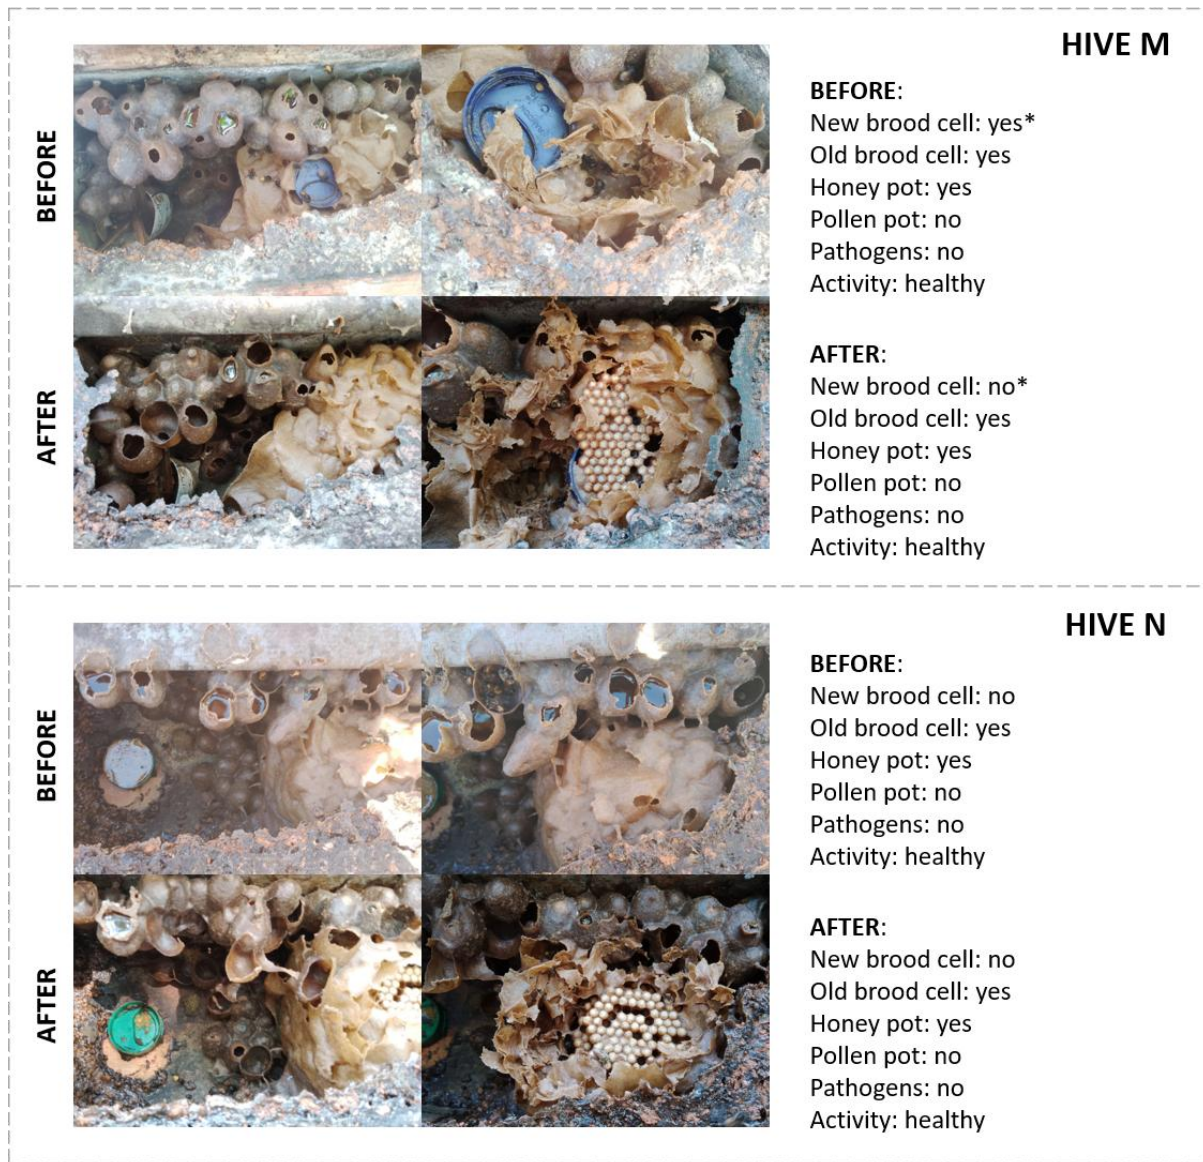 HIVE M
BEFORE
AFTER
BEFORE:
New brood cell: yes*
Old brood cell: yes
Honey pot: yes
Pollen pot: no
Pathogens: no
Activity: healthy
AFTER:
New brood cell: no*
Old brood cell: yes
Honey pot: yes
Pollen pot: no
Pathogens: no
Activity: healthy
HIVE N
BEFORE
AFTER
BEFORE:
New brood cell: no
Old brood cell: yes
Honey pot: yes
Pollen pot: no
Pathogens: no
Activity: healthy
AFTER:
New brood cell: no
Old brood cell: yes
Honey pot: yes
Pollen pot: no
Pathogens: no
Activity: healthy